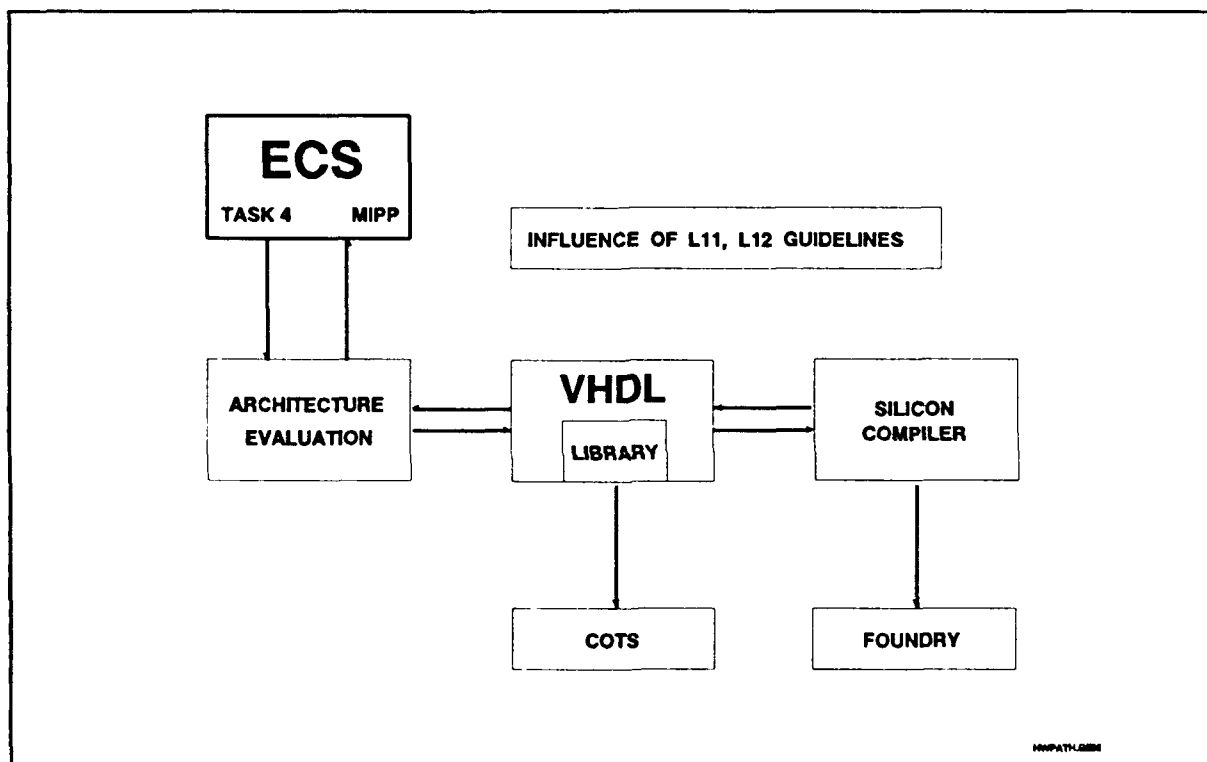 ECS
TASK 4 MIPP
INFLUENCE OF L11, L12 GUIDELINES
ARCHITECTURE
EVALUATION
VHDL
LIBRARY
SILICON
COMPILER
COTS
FOUNDRY